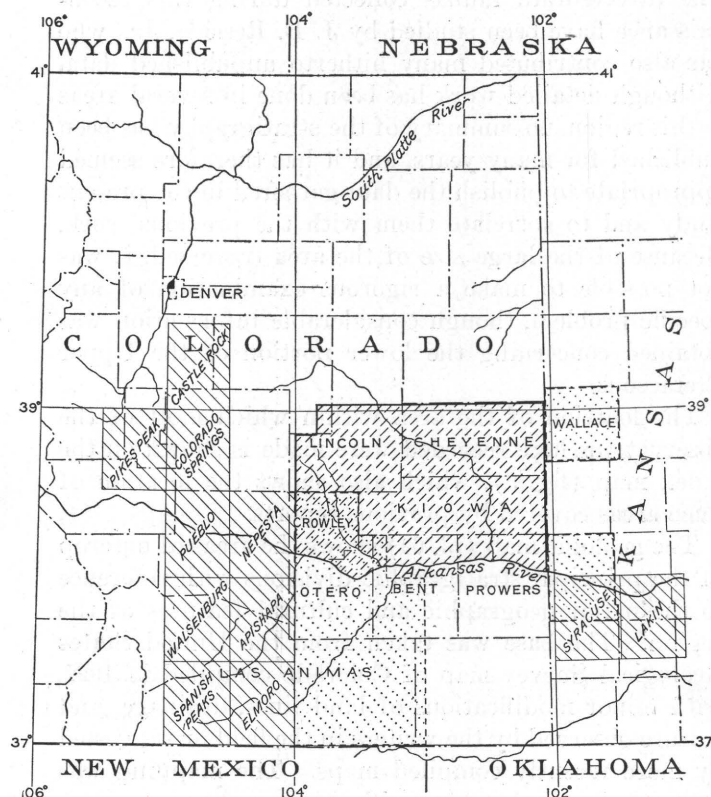 106° 104° 102°
WYOMING NEBRASKA
41° 41°
South Platte River
DENVER
COLORADO
CASTLE ROCK
39° 39°
KANSAS
WALLACE
LINCOLN CHEYENNE
PIKES PEAK
COLORADO SPRINGS
KIOWA
CROWLEY
PUEBLO
NEPESTA
Arkansas River
OTERO BENT PROWERS
WALSENBURG
APISHAPA
SYRACUSE
LAKIN
LAS ANIMAS
SPANISH PEAKS
ELMORO
37° 37°
NEW MEXICO OKLAHOMA
106° 104° 102°